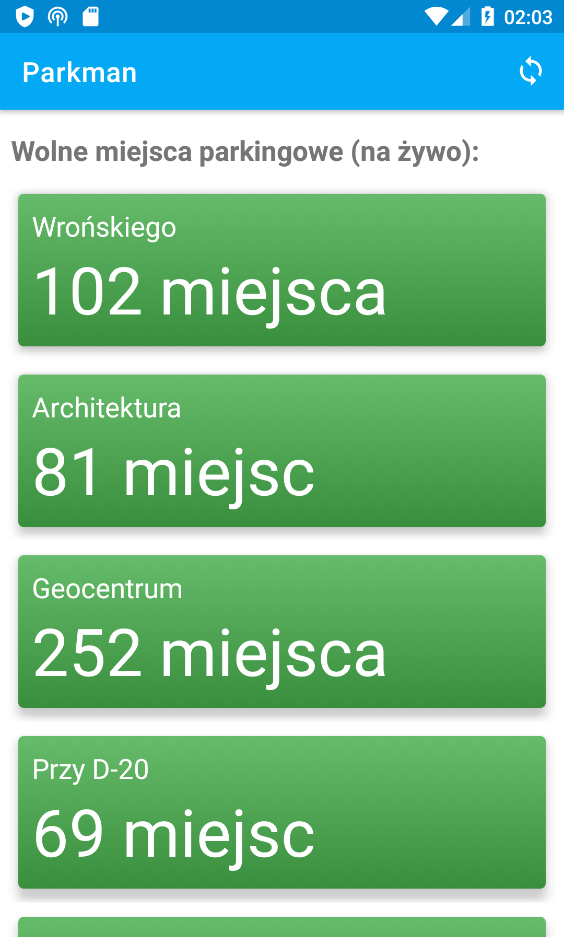 02:03
Parkman
Wolne miejsca parkingowe (na żywo):
Wrońskiego
102 miejsca
Architektura
81 miejsc
Geocentrum
252 miejsca
Przy D-20
69 miejsc